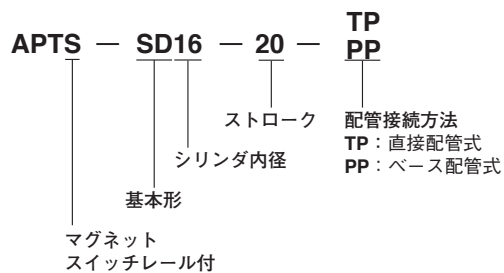 TP
APTS － SD16 － 20 － PP
ストローク
配管接続方法
TP：直接配管式
PP：ベース配管式
シリンダ内径
基本形
マグネット
スイッチレール付